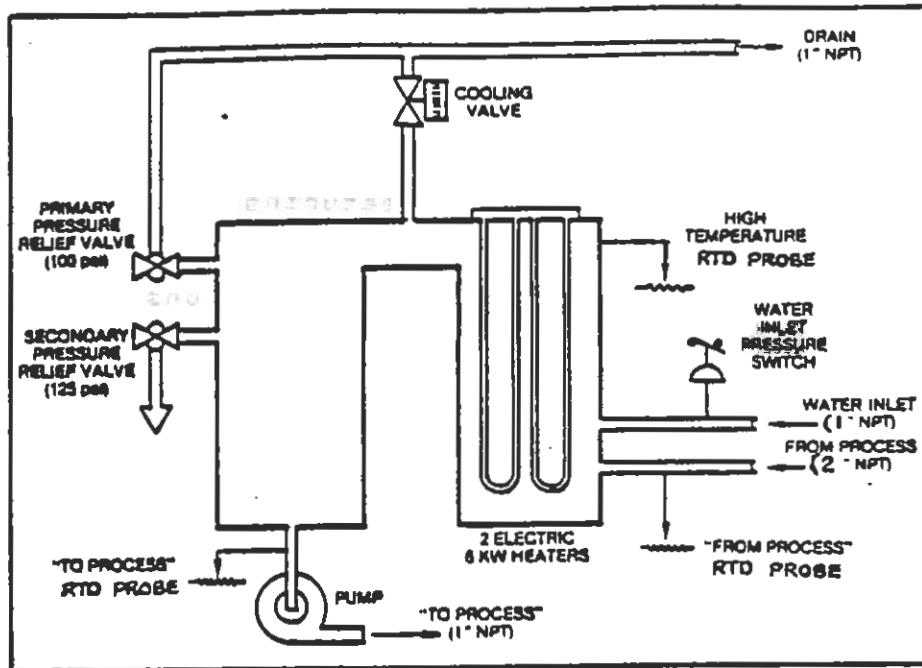 DRAIN
(1" NPT)
COOLING
VALVE
PRIMARY
PRESSURE
RELIEF VALVE
(100 psi)
HIGH
TEMPERATURE
RTD PROBE
SECONDARY
PRESSURE
RELIEF VALVE
(125 psi)
WATER
INLET
PRESSURE
SWITCH
WATER INLET
(1" NPT)
FROM PROCESS
(2" NPT)
2 ELECTRIC
6 KW HEATERS
"TO PROCESS"
RTD PROBE
"FROM PROCESS"
RTD PROBE
PUMP
"TO PROCESS"
(1" NPT)